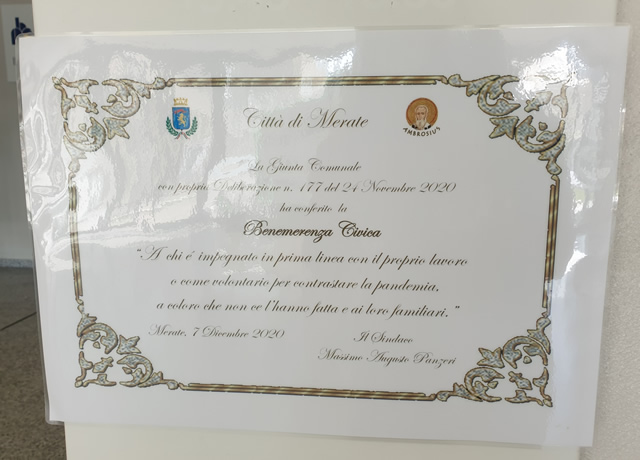 Città di Merate
AMBROSIUS
La Giunta Comunale
con propria Deliberazione n. 177 del 24 Novembre 2020
ha conferito la
Benemerenza Civica
"A chi é impegnato in prima linea con il proprio lavoro
o come volontario per contrastare la pandemia,
a coloro che non ce l'hanno fatta e ai loro familiari."
Merate, 7 Dicembre 2020
Il Sindaco
Massimo Augusto Panzeri